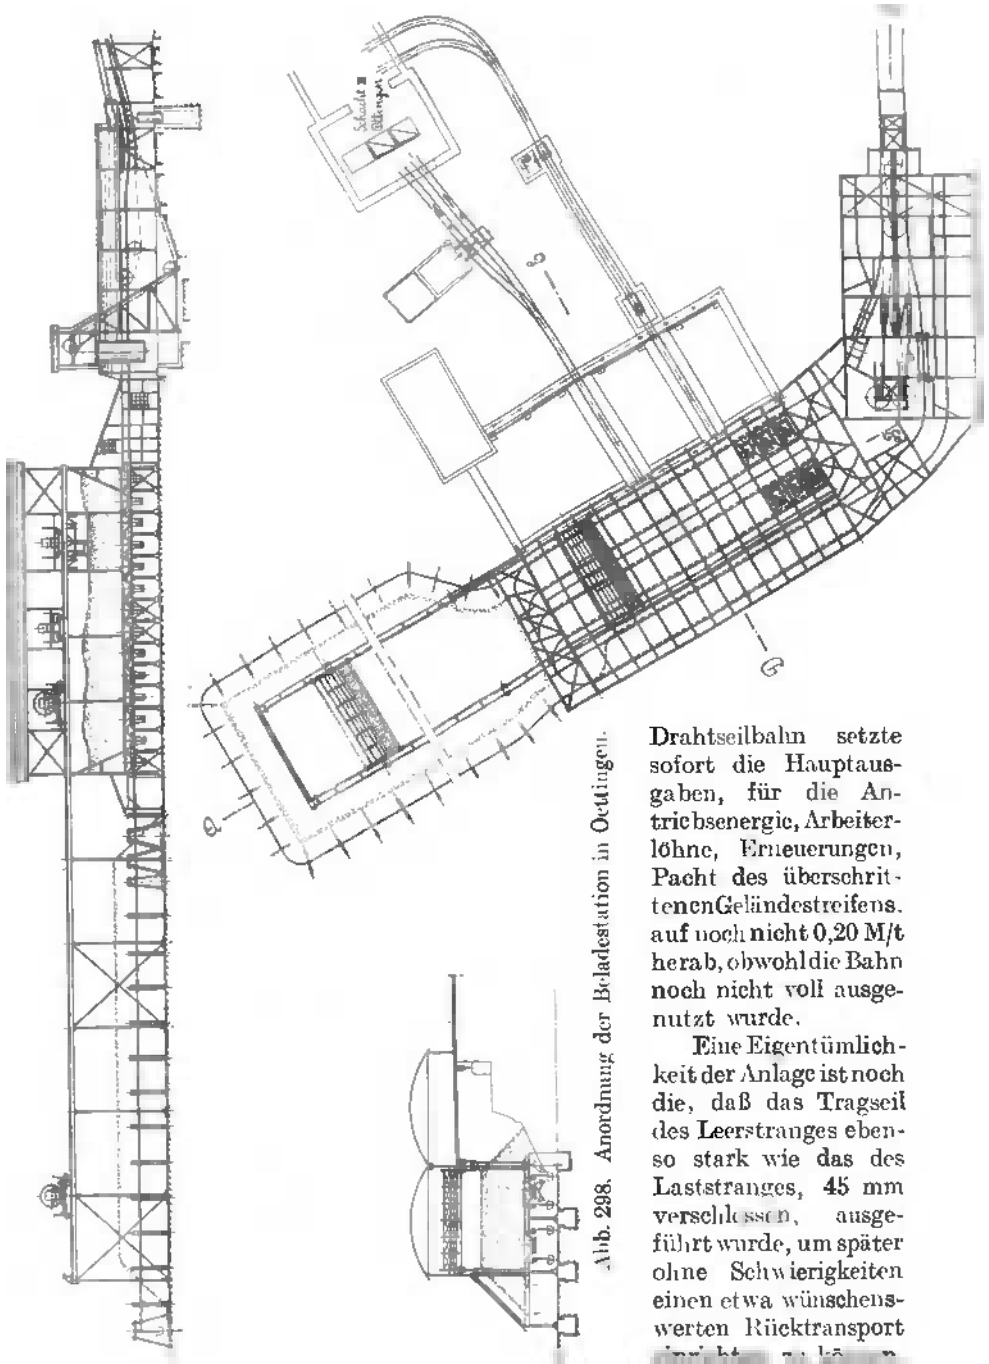 Schacht III
Öttingen
Abb. 298. Anordnung der Beladestation in Oettingen.
Drahtseilbahn setzte
sofort die Hauptaus-
gaben, für die An-
triebsenergie, Arbeiter-
löhne, Erneuerungen,
Pacht des überschrit-
tenen Geländestreifens,
auf noch nicht 0,20 M/t
herab, obwohl die Bahn
noch nicht voll ausge-
nutzt wurde.
Eine Eigentümlich-
keit der Anlage ist noch
die, daß das Tragseil
des Leerstranges eben-
so stark wie das des
Laststranges, 45 mm
verschlossen, ausge-
führt wurde, um später
ohne Schwierigkeiten
einen etwa wünschens-
werten Rücktransport